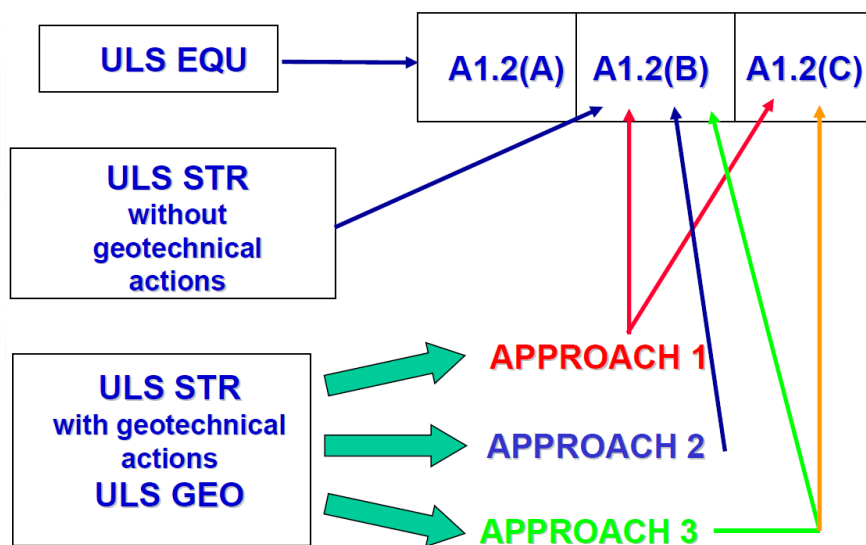 ULS EQU
A1.2(A)
A1.2(B)
A1.2(C)
ULS STR
without
geotechnical
actions
APPROACH 1
ULS STR
with geotechnical
actions
ULS GEO
APPROACH 2
APPROACH 3